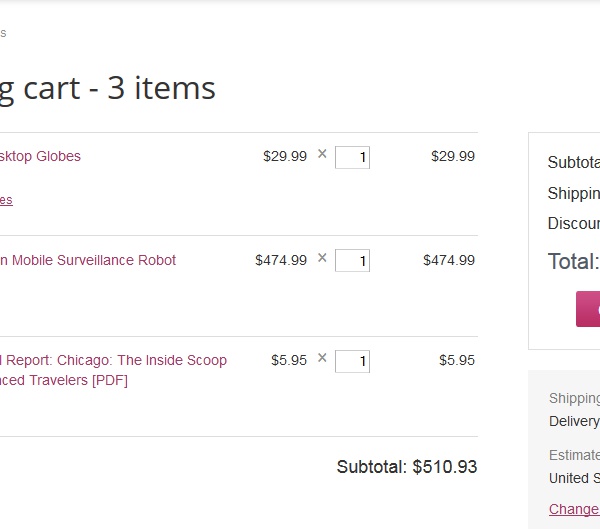 s
g cart - 3 items
sktop Globes $29.99 × 1 $29.99
es
n Mobile Surveillance Robot $474.99 × 1 $474.99
l Report: Chicago: The Inside Scoop $5.95 × 1 $5.95
nced Travelers [PDF]
Subtotal: $510.93
Subtota
Shippin
Discoun
Total:
Shipping
Delivery
Estimate
United S
Change